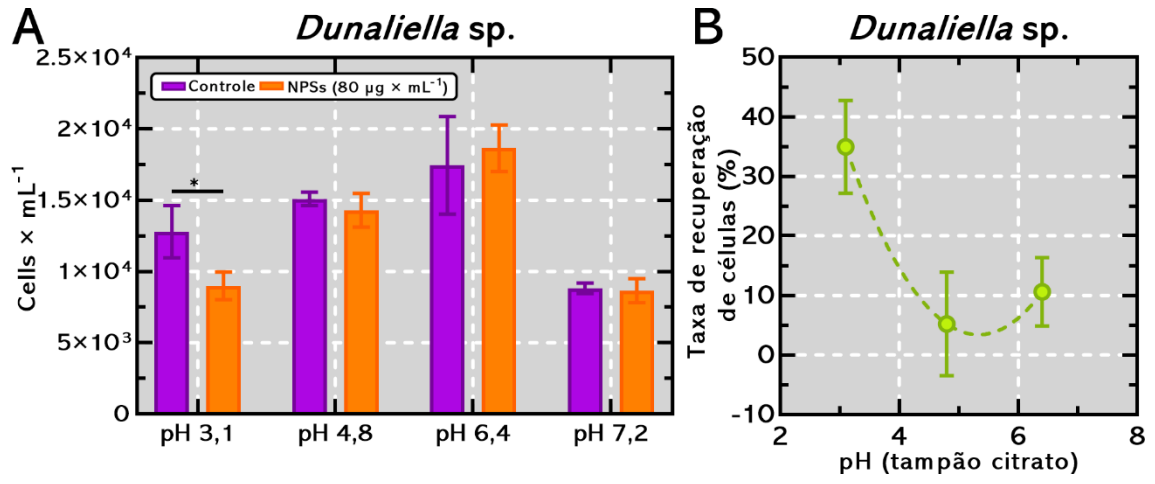 A
Dunaliella sp.
Cells × mL⁻¹
2.5×10⁴
2×10⁴
1.5×10⁴
1×10⁴
5×10³
0
Controle NPSs (80 µg × mL⁻¹)
*
pH 3,1 pH 4,8 pH 6,4 pH 7,2
B
Dunaliella sp.
Taxa de recuperação
de células (%)
50
40
30
20
10
0
-10
2 4 6 8
pH (tampão citrato)